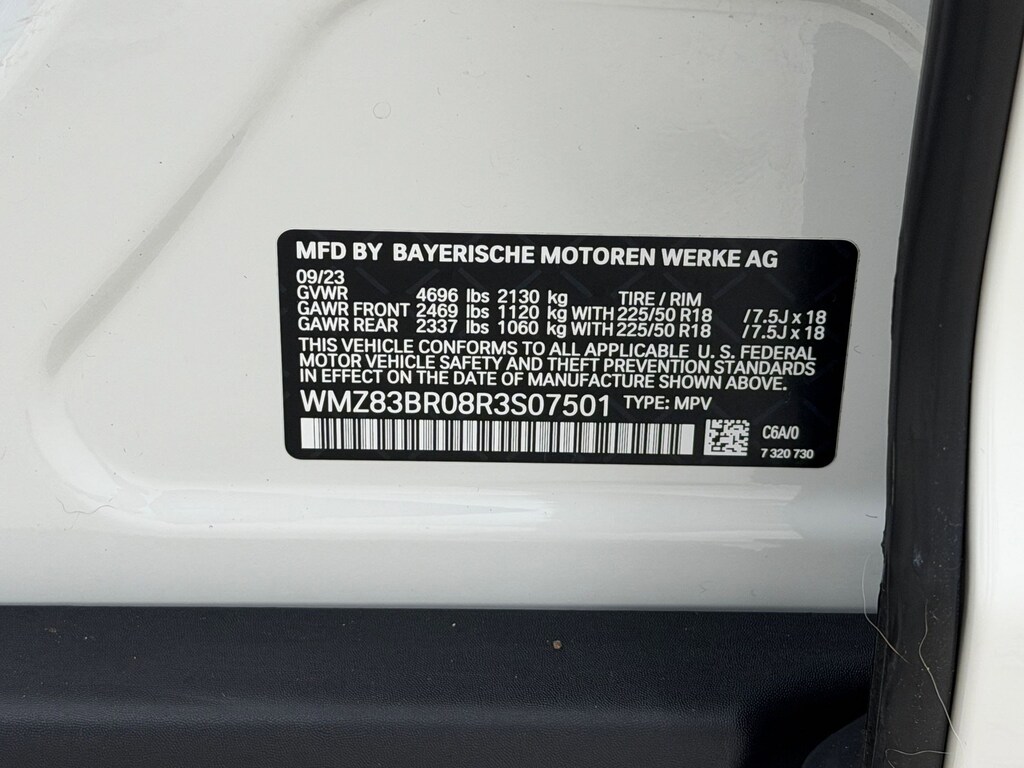 MFD BY BAYERISCHE MOTOREN WERKE AG
09/23
GVWR 4696 lbs 2130 kg TIRE / RIM
GAWR FRONT 2469 lbs 1120 kg WITH 225/50 R18 /7.5J x 18
GAWR REAR 2337 lbs 1060 kg WITH 225/50 R18 /7.5J x 18
THIS VEHICLE CONFORMS TO ALL APPLICABLE U. S. FEDERAL
MOTOR VEHICLE SAFETY AND THEFT PREVENTION STANDARDS
IN EFFECT ON THE DATE OF MANUFACTURE SHOWN ABOVE.
WMZ83BR08R3S07501 TYPE: MPV
C6A/0
7 320 730